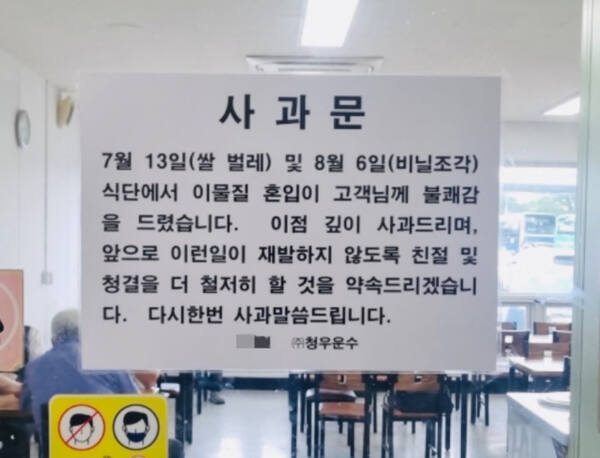 사 과 문
7월 13일(쌀 벌레) 및 8월 6일(비닐조각)
식단에서 이물질 혼입이 고객님께 불쾌감
을 드렸습니다. 이점 깊이 사과드리며,
앞으로 이런일이 재발하지 않도록 친절 및
청결을 더 철저히 할 것을 약속드리겠습니
다. 다시한번 사과말씀드립니다.
㈜청우운수